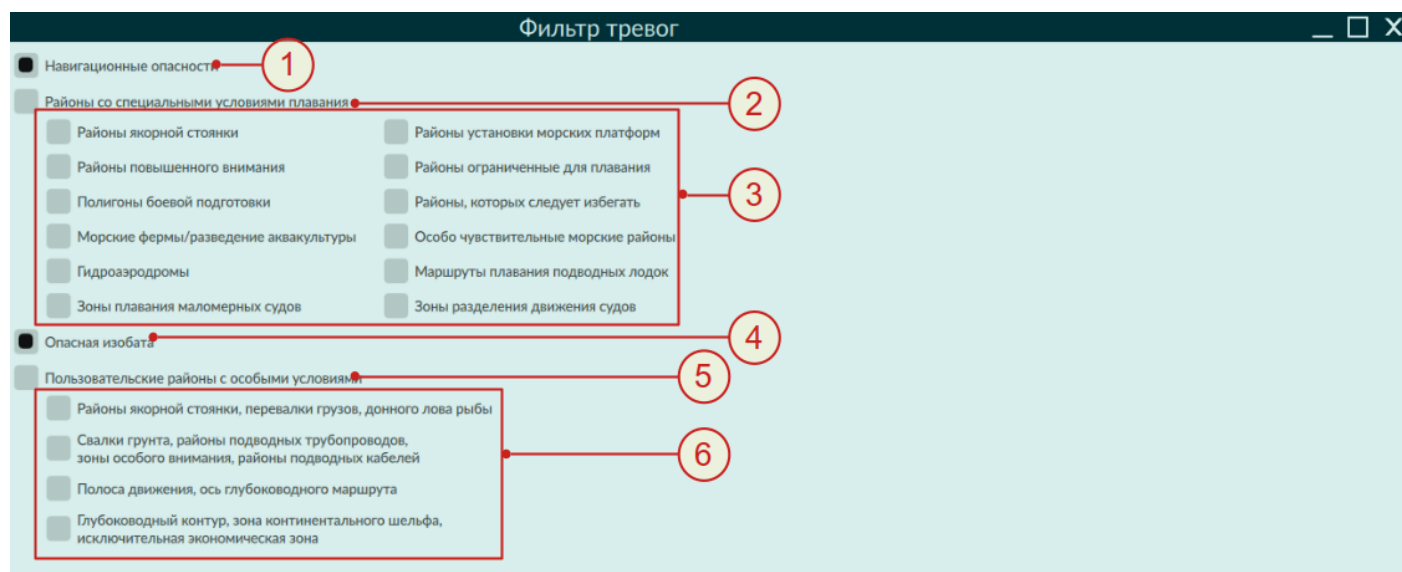 Фильтр тревог
Навигационные опасности 1
Районы со специальными условиями плавания 2
Районы якорной стоянки Районы установки морских платформ
Районы повышенного внимания Районы ограниченные для плавания
Полигоны боевой подготовки Районы, которых следует избегать 3
Морские фермы/разведение аквакультуры Особо чувствительные морские районы
Гидроаэродромы Маршруты плавания подводных лодок
Зоны плавания маломерных судов Зоны разделения движения судов
Опасная изобата 4
Пользовательские районы с особыми условиями 5
Районы якорной стоянки, перевалки грузов, донного лова рыбы
Свалки грунта, районы подводных трубопроводов,
зоны особого внимания, районы подводных кабелей 6
Полоса движения, ось глубоководного маршрута
Глубоководный контур, зона континентального шельфа,
исключительная экономическая зона